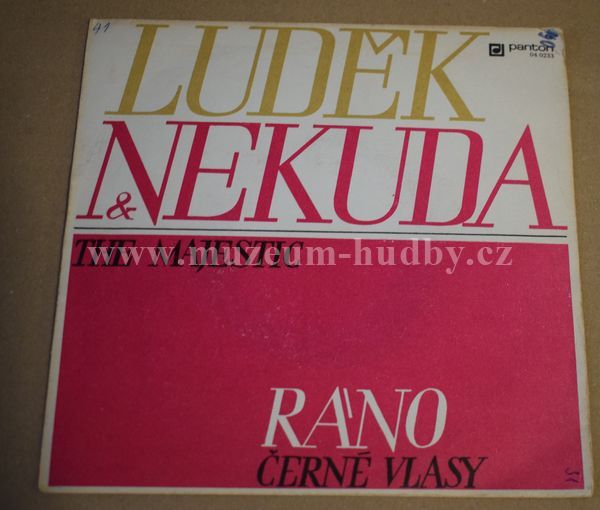 LUDĚK
panton
04 0233
& NEKUDA
THE MAJESTIC
www.muzeum-hudby.cz
RÁNO
ČERNÉ VLASY